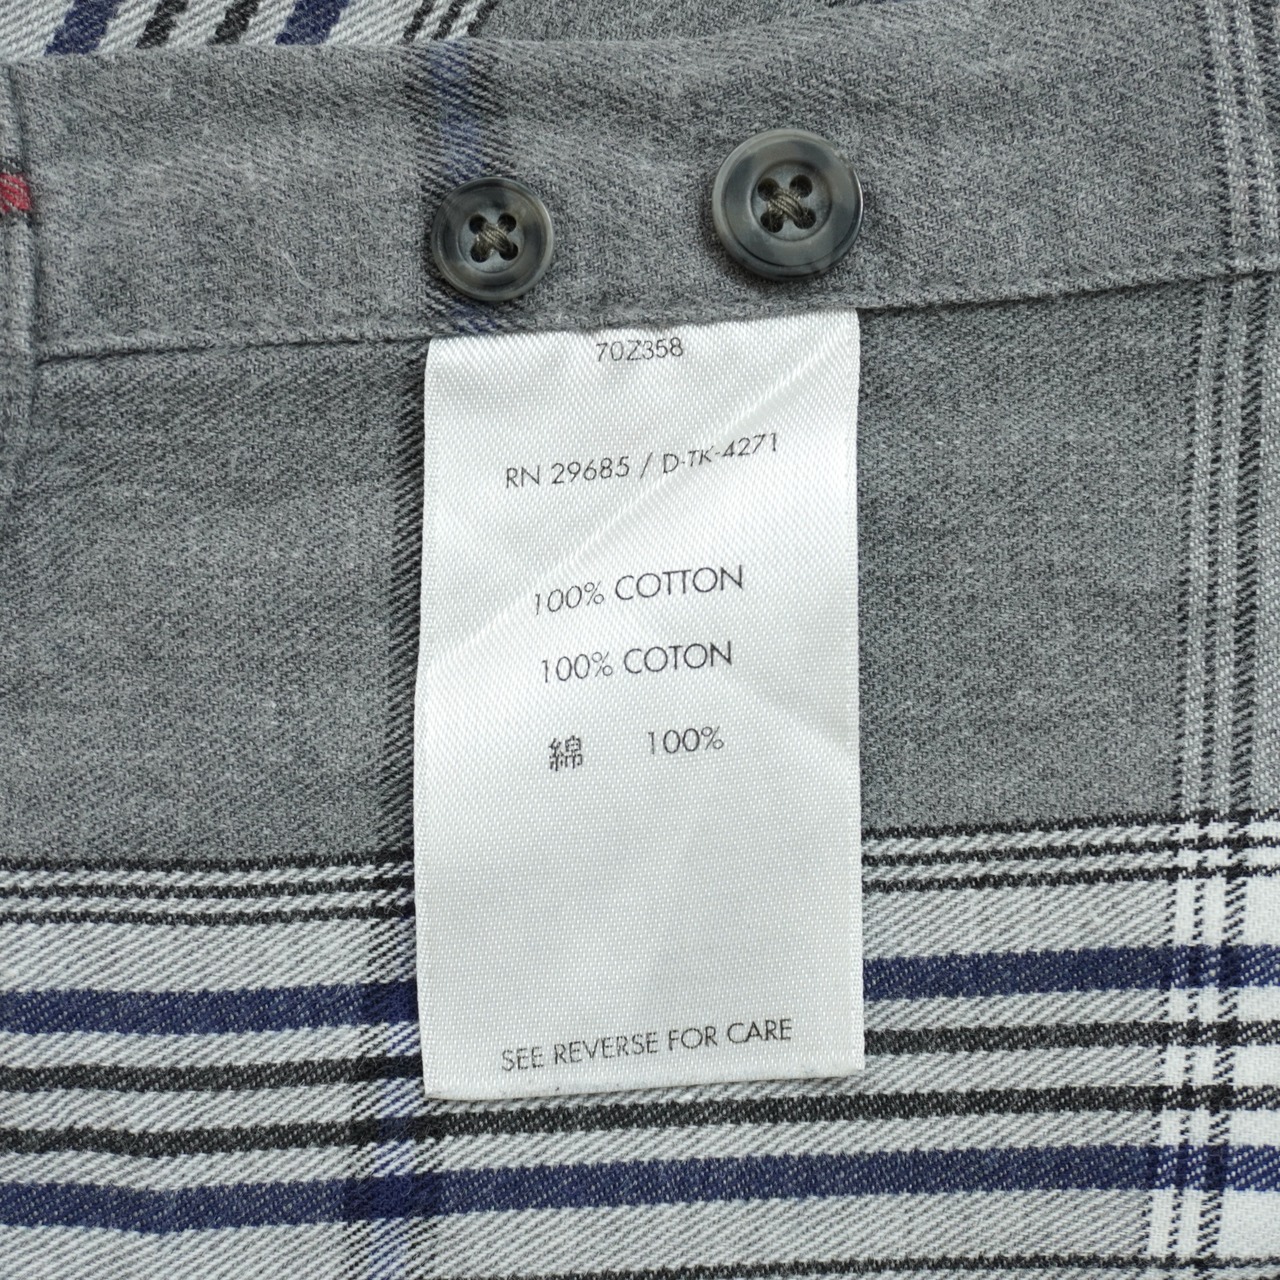 70Z358
RN 29685 / D-TK-4271
100% COTTON
100% COTON
綿 100%
SEE REVERSE FOR CARE